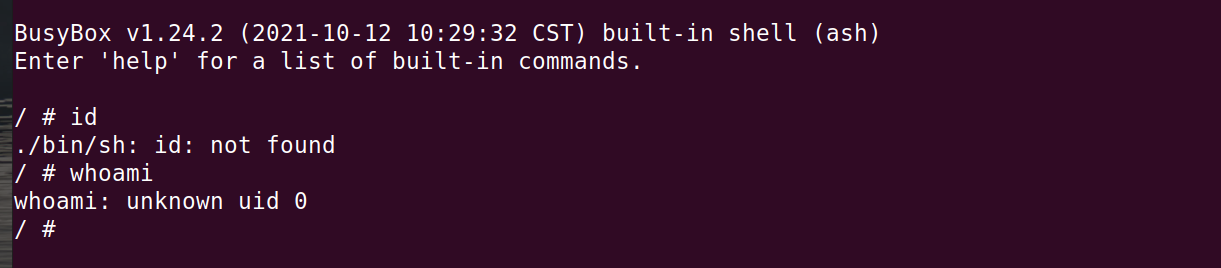 BusyBox v1.24.2 (2021-10-12 10:29:32 CST) built-in shell (ash)
Enter 'help' for a list of built-in commands.
/ # id
./bin/sh: id: not found
/ # whoami
whoami: unknown uid 0
/ #